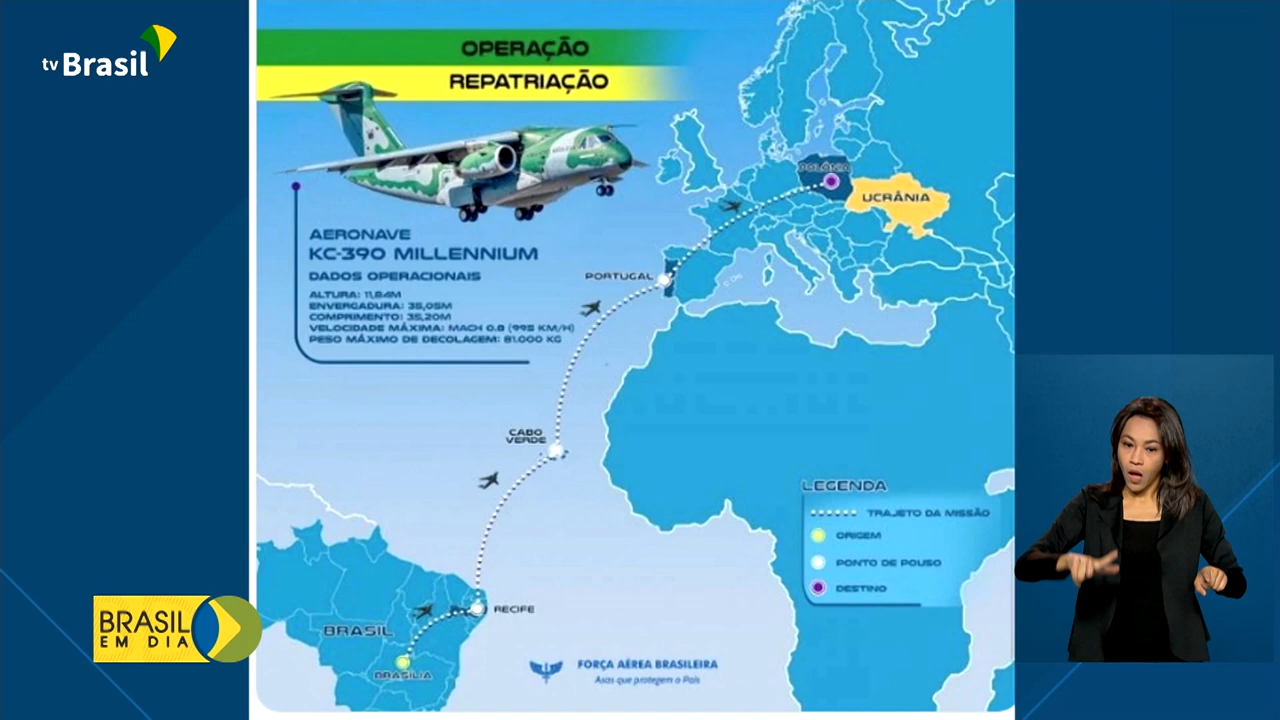 tv Brasil
OPERAÇÃO
REPATRIAÇÃO
POLÔNIA
UCRÂNIA
AERONAVE
KC-390 MILLENNIUM
DADOS OPERACIONAIS
ALTURA: 11,84M
ENVERGADURA: 35,05M
COMPRIMENTO: 35,20M
VELOCIDADE MÁXIMA: MACH 0.8 (995 KM/H)
PESO MÁXIMO DE DECOLAGEM: 81.000 KG
PORTUGAL
CABO
VERDE
LEGENDA
TRAJETO DA MISSÃO
ORIGEM
PONTO DE POUSO
DESTINO
RECIFE
BRASIL
BRASÍLIA
BRASIL
EM DIA
FORÇA AÉREA BRASILEIRA
Asas que protegem o País